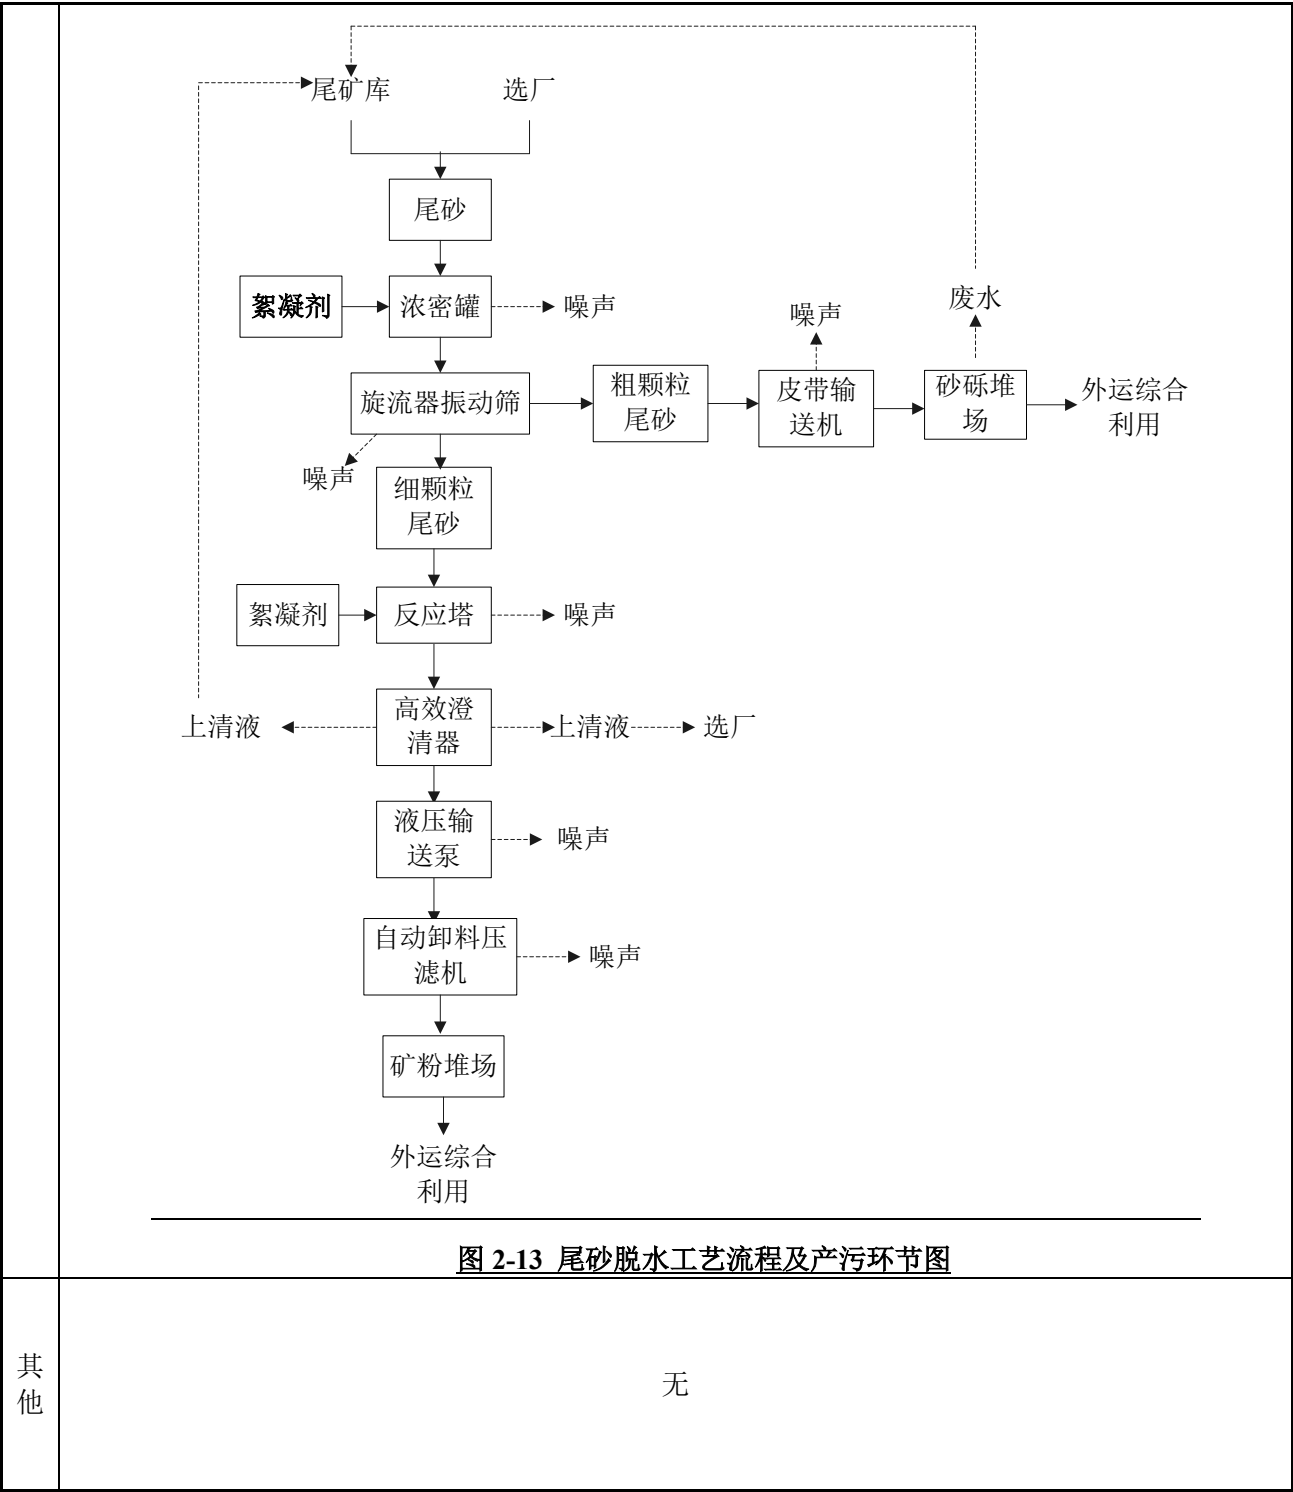 尾矿库
选厂
尾砂
絮凝剂
浓密罐
噪声
噪声
废水
旋流器振动筛
粗颗粒
尾砂
皮带输
送机
砂砾堆
场
外运综合
利用
噪声
细颗粒
尾砂
絮凝剂
反应塔
噪声
上清液
高效澄
清器
上清液
选厂
液压输
送泵
噪声
自动卸料压
滤机
噪声
矿粉堆场
外运综合
利用
图 2-13 尾砂脱水工艺流程及产污环节图
其
他
无